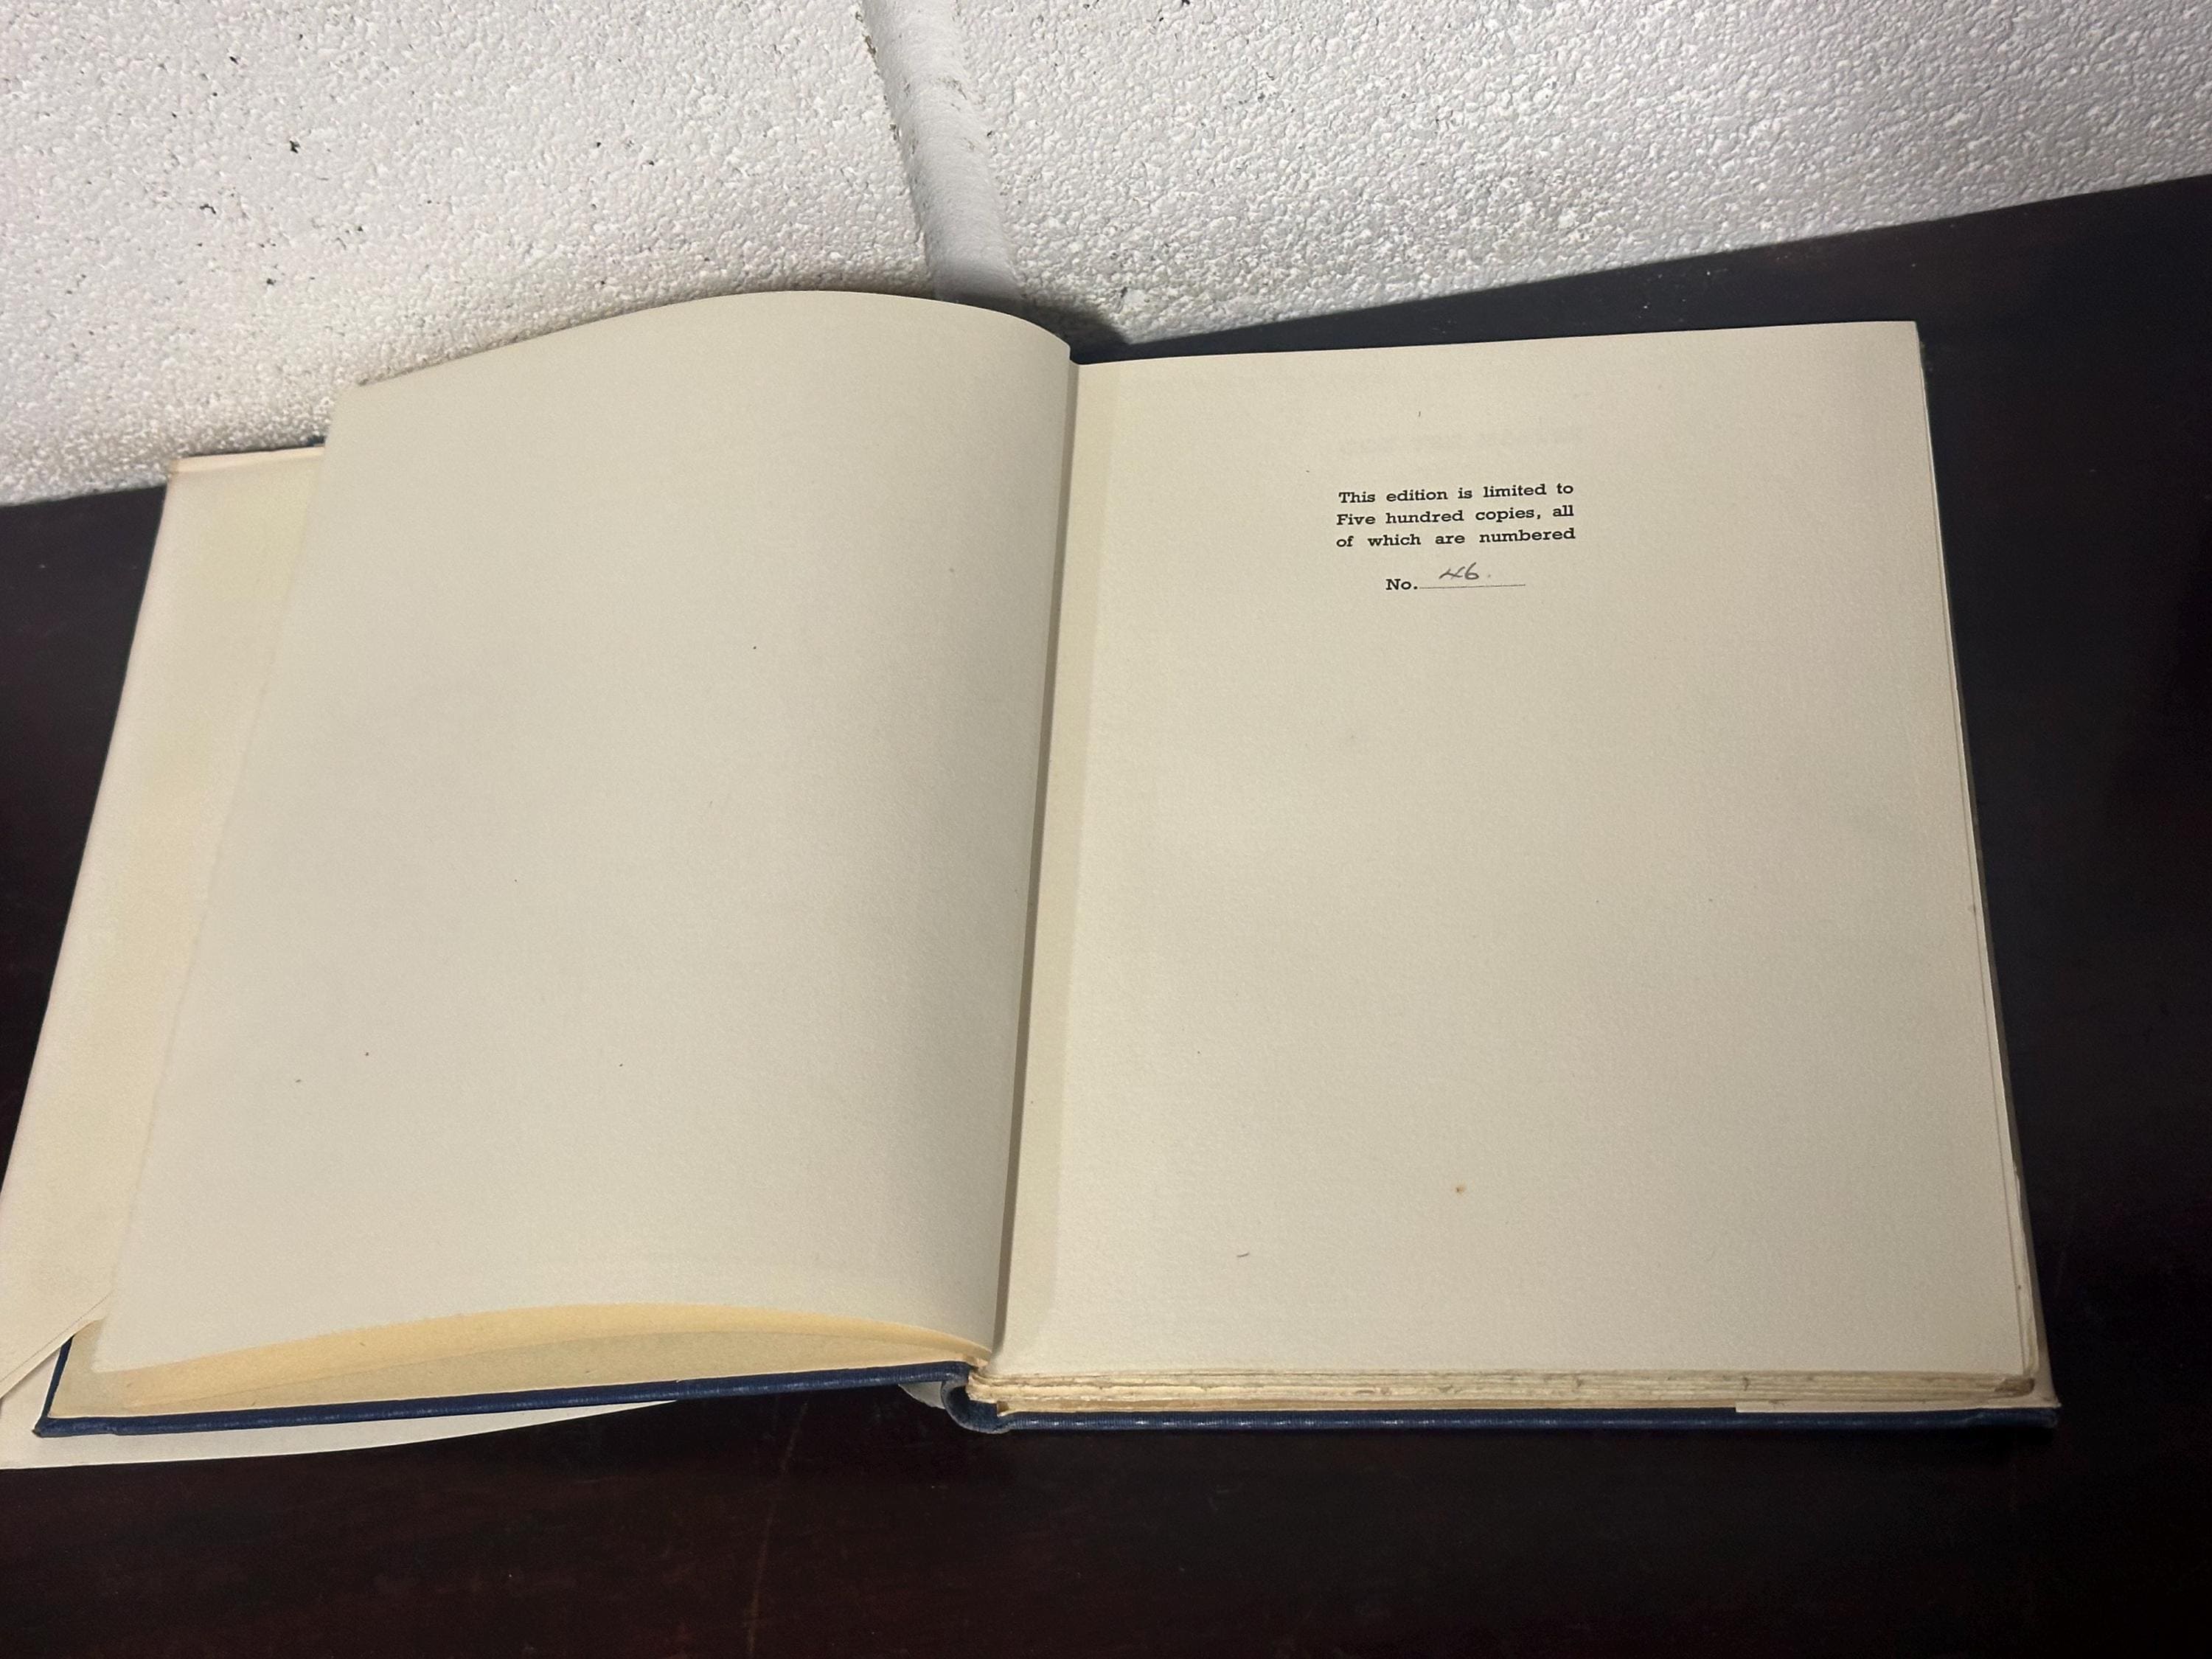 This edition is limited to
Five hundred copies, all
of which are numbered
No. 46.